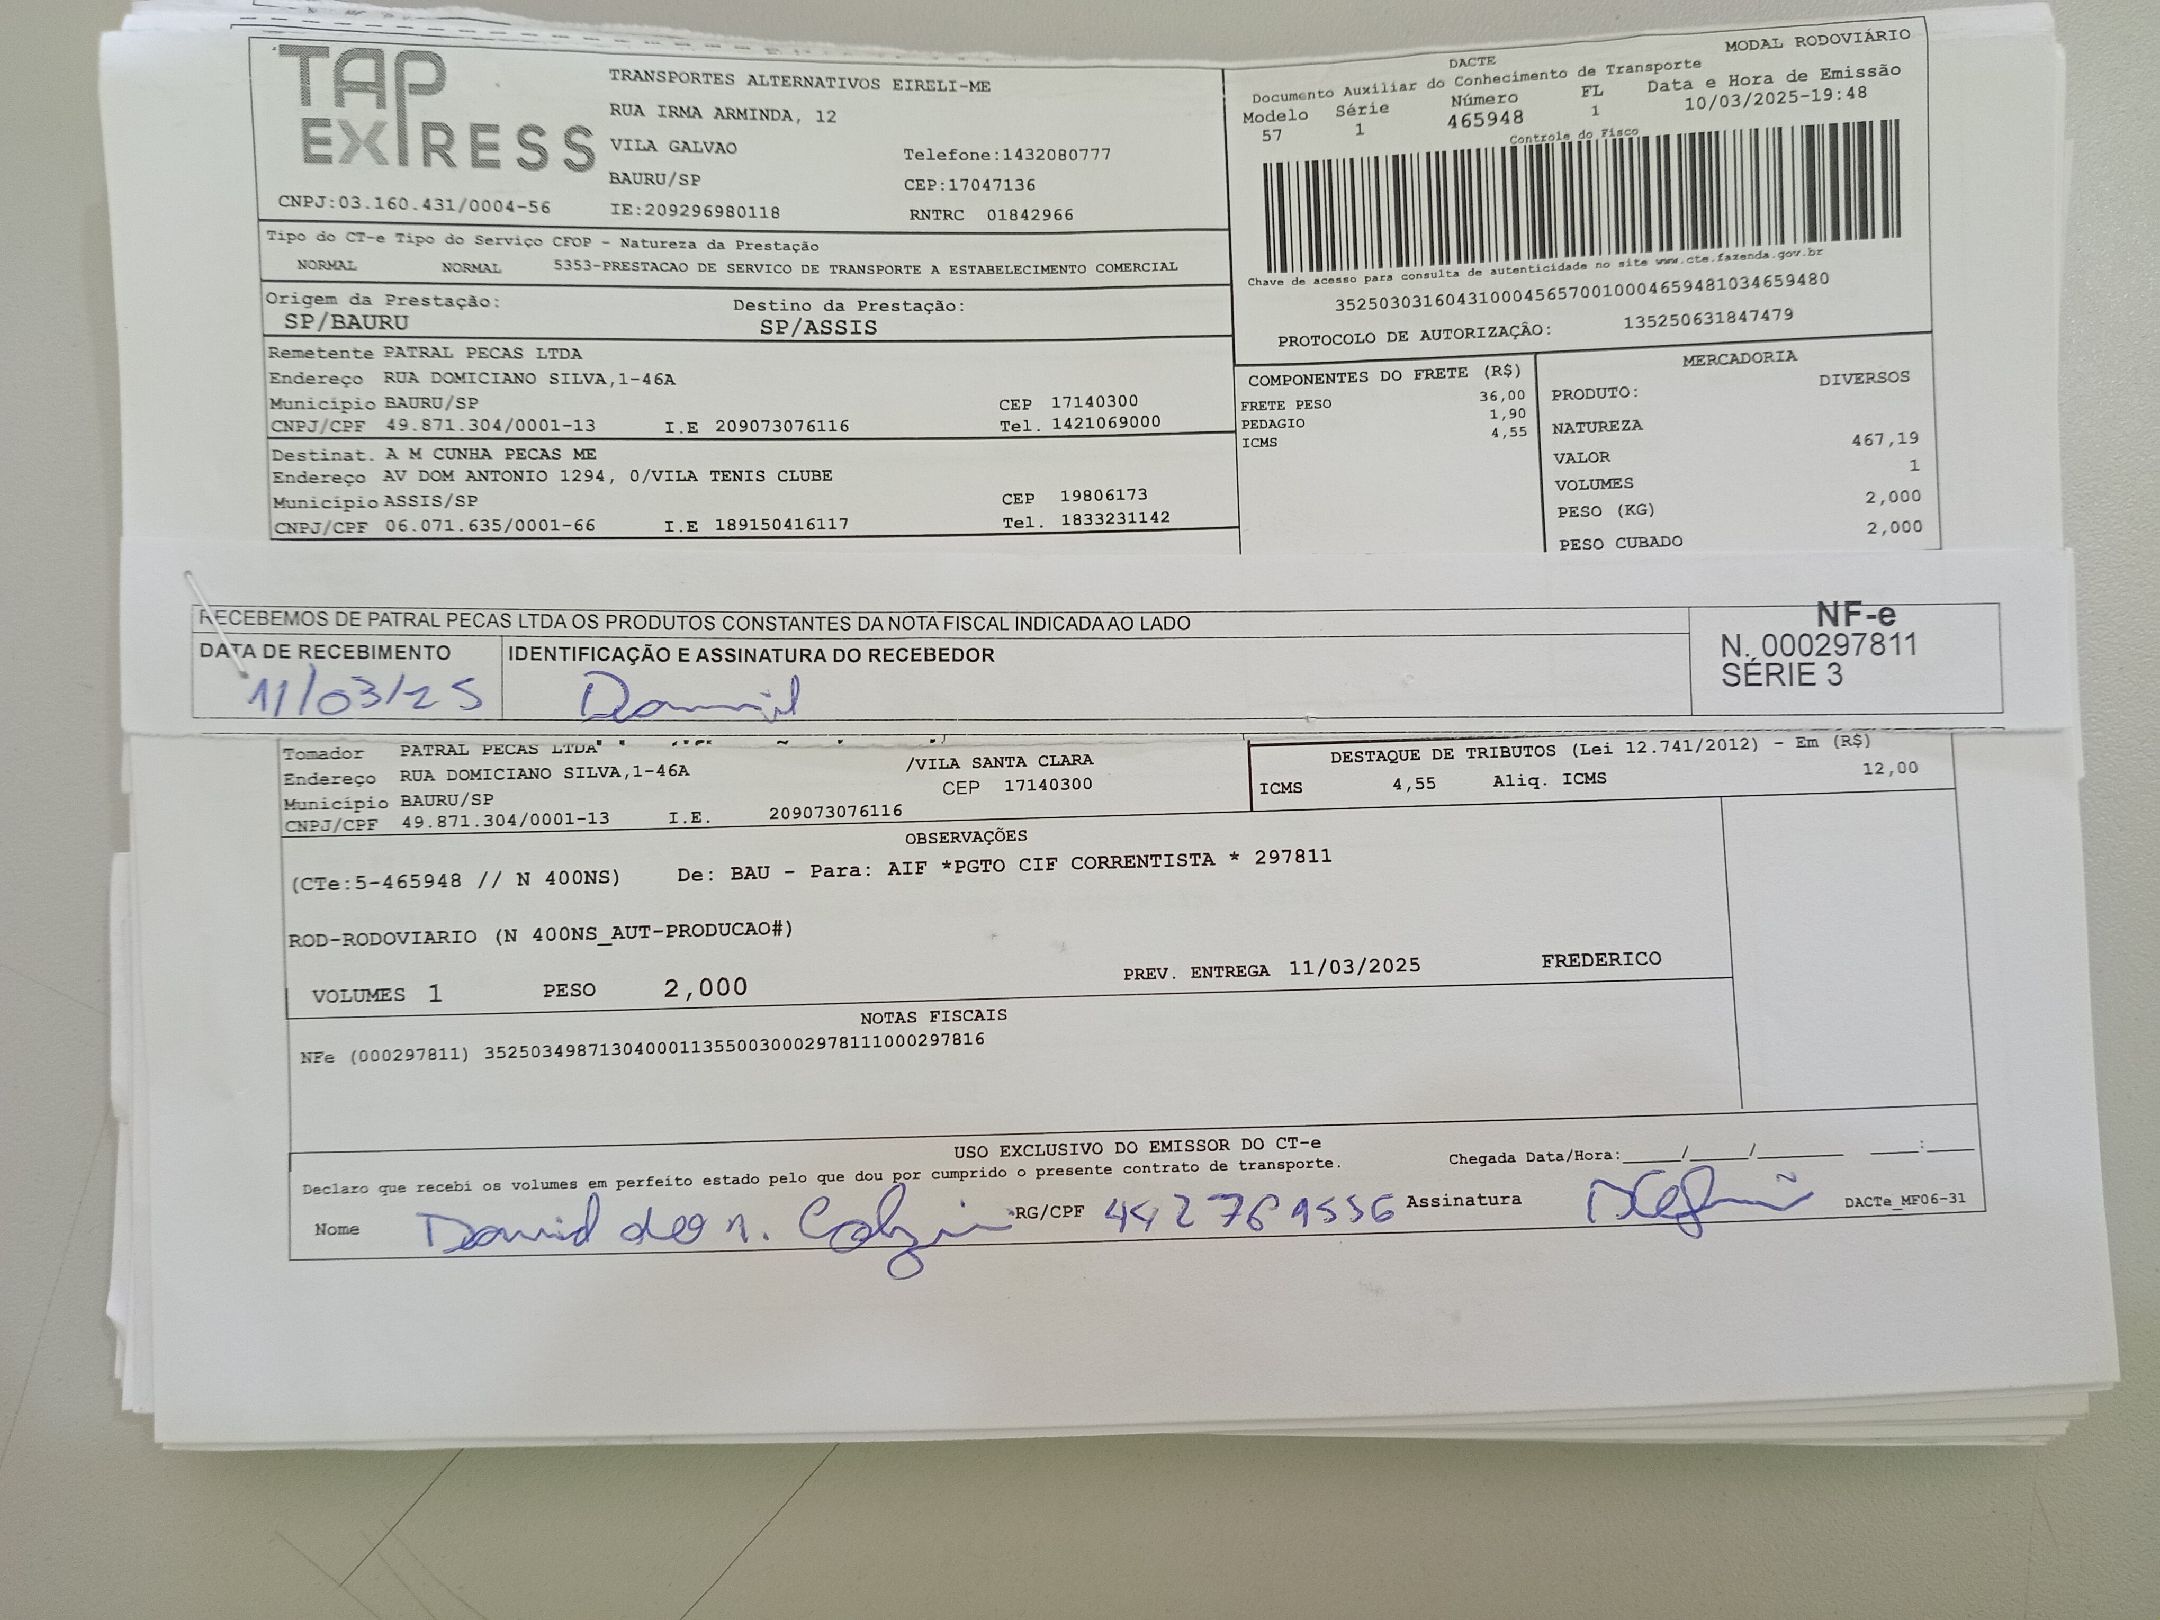 TAP EXPRESS
TRANSPORTES ALTERNATIVOS EIRELI-ME
RUA IRMA ARMINDA, 12
VILA GALVAO
Telefone:1432080777
BAURU/SP
CEP:17047136
CNPJ:03.160.431/0004-56
IE:209296980118
RNTRC 01842966
DACTE
MODAL RODOVIÁRIO
Documento Auxiliar do Conhecimento de Transporte
Modelo Série Número FL Data e Hora de Emissão
57 1 465948 1 10/03/2025-19:48
Controle do Fisco
Chave de acesso para consulta de autenticidade no site www.cte.fazenda.gov.br
35250303160431000456570010004659481034659480
PROTOCOLO DE AUTORIZAÇÃO: 135250631847479
Tipo do CT-e Tipo do Serviço CFOP - Natureza da Prestação
NORMAL NORMAL 5353-PRESTACAO DE SERVICO DE TRANSPORTE A ESTABELECIMENTO COMERCIAL
Origem da Prestação: Destino da Prestação:
SP/BAURU SP/ASSIS
Remetente PATRAL PECAS LTDA
Endereço RUA DOMICIANO SILVA,1-46A
Município BAURU/SP CEP 17140300
CNPJ/CPF 49.871.304/0001-13 I.E 209073076116 Tel. 1421069000
Destinat. A M CUNHA PECAS ME
Endereço AV DOM ANTONIO 1294, 0/VILA TENIS CLUBE
Município ASSIS/SP CEP 19806173
CNPJ/CPF 06.071.635/0001-66 I.E 189150416117 Tel. 1833231142
COMPONENTES DO FRETE (R$)
FRETE PESO 36,00
PEDAGIO 1,90
ICMS 4,55
MERCADORIA
PRODUTO: DIVERSOS
NATUREZA
VALOR 467,19
VOLUMES 1
PESO (KG) 2,000
PESO CUBADO 2,000
RECEBEMOS DE PATRAL PECAS LTDA OS PRODUTOS CONSTANTES DA NOTA FISCAL INDICADA AO LADO
DATA DE RECEBIMENTO IDENTIFICAÇÃO E ASSINATURA DO RECEBEDOR
11/03/25
NF-e
N. 000297811
SÉRIE 3
Tomador PATRAL PECAS LTDA
Endereço RUA DOMICIANO SILVA,1-46A /VILA SANTA CLARA
Município BAURU/SP CEP 17140300
CNPJ/CPF 49.871.304/0001-13 I.E. 209073076116
DESTAQUE DE TRIBUTOS (Lei 12.741/2012) - Em (R$)
ICMS 4,55 Aliq. ICMS 12,00
OBSERVAÇÕES
(CTe:5-465948 // N 400NS) De: BAU - Para: AIF *PGTO CIF CORRENTISTA * 297811
ROD-RODOVIARIO (N 400NS_AUT-PRODUCAO#)
VOLUMES 1 PESO 2,000 PREV. ENTREGA 11/03/2025 FREDERICO
NOTAS FISCAIS
NFe (000297811) 35250349871304000113550030002978111000297816
USO EXCLUSIVO DO EMISSOR DO CT-e
Declaro que recebi os volumes em perfeito estado pelo que dou por cumprido o presente contrato de transporte.
Chegada Data/Hora:____/____/______ ___:___
Nome David RG/CPF Assinatura
DACTe_MF06-31